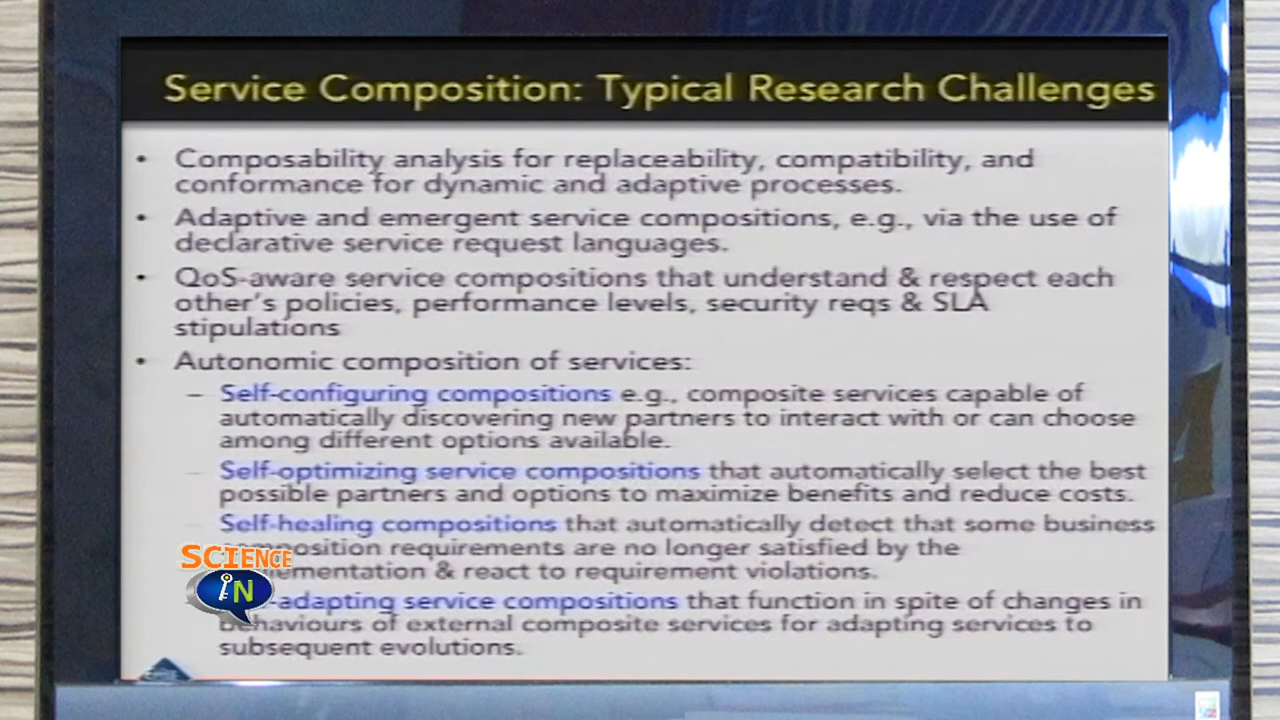 Service Composition: Typical Research Challenges
• Composability analysis for replaceability, compatibility, and
conformance for dynamic and adaptive processes.
• Adaptive and emergent service compositions, e.g., via the use of
declarative service request languages.
• QoS-aware service compositions that understand & respect each
other's policies, performance levels, security reqs & SLA
stipulations
• Autonomic composition of services:
– Self-configuring compositions e.g., composite services capable of
automatically discovering new partners to interact with or can choose
among different options available.
– Self-optimizing service compositions that automatically select the best
possible partners and options to maximize benefits and reduce costs.
– Self-healing compositions that automatically detect that some business
requirements are no longer satisfied by the
& react to requirement violations.
-adapting service compositions that function in spite of changes in
behaviours of external composite services for adapting services to
subsequent evolutions.
SCIENCE
iN